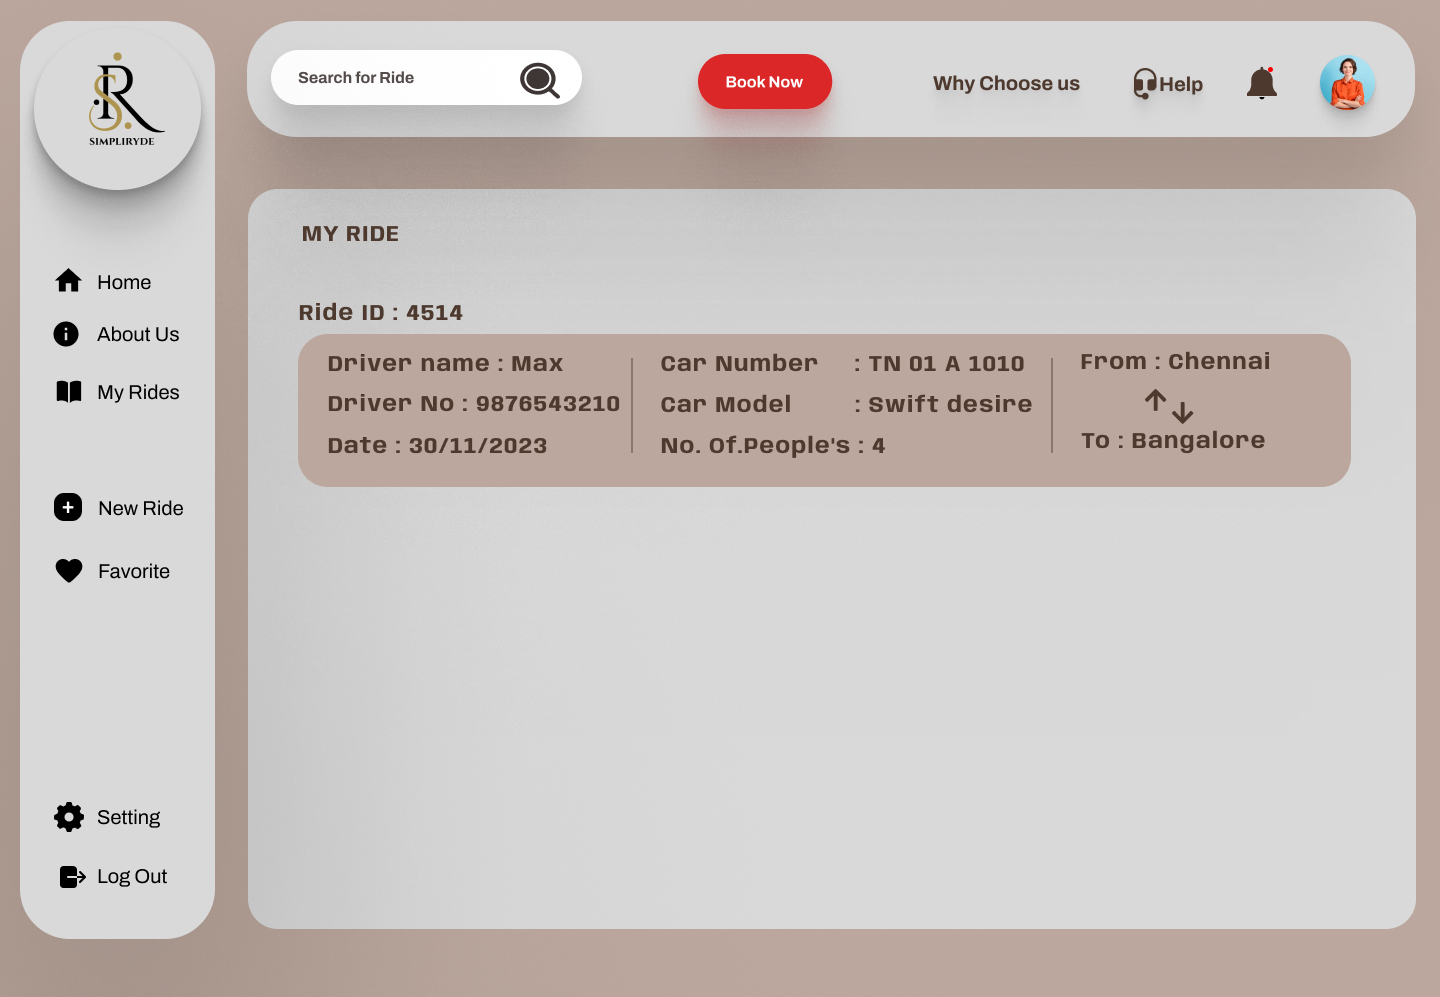 SIMPLIRYDE
Search for Ride
Book Now
Why Choose us
Help
Home
About Us
My Rides
New Ride
Favorite
Setting
Log Out
MY RIDE
Ride ID : 4514
Driver name : Max
Driver No : 9876543210
Date : 30/11/2023
Car Number : TN 01 A 1010
Car Model : Swift desire
No. Of.People's : 4
From : Chennai
To : Bangalore